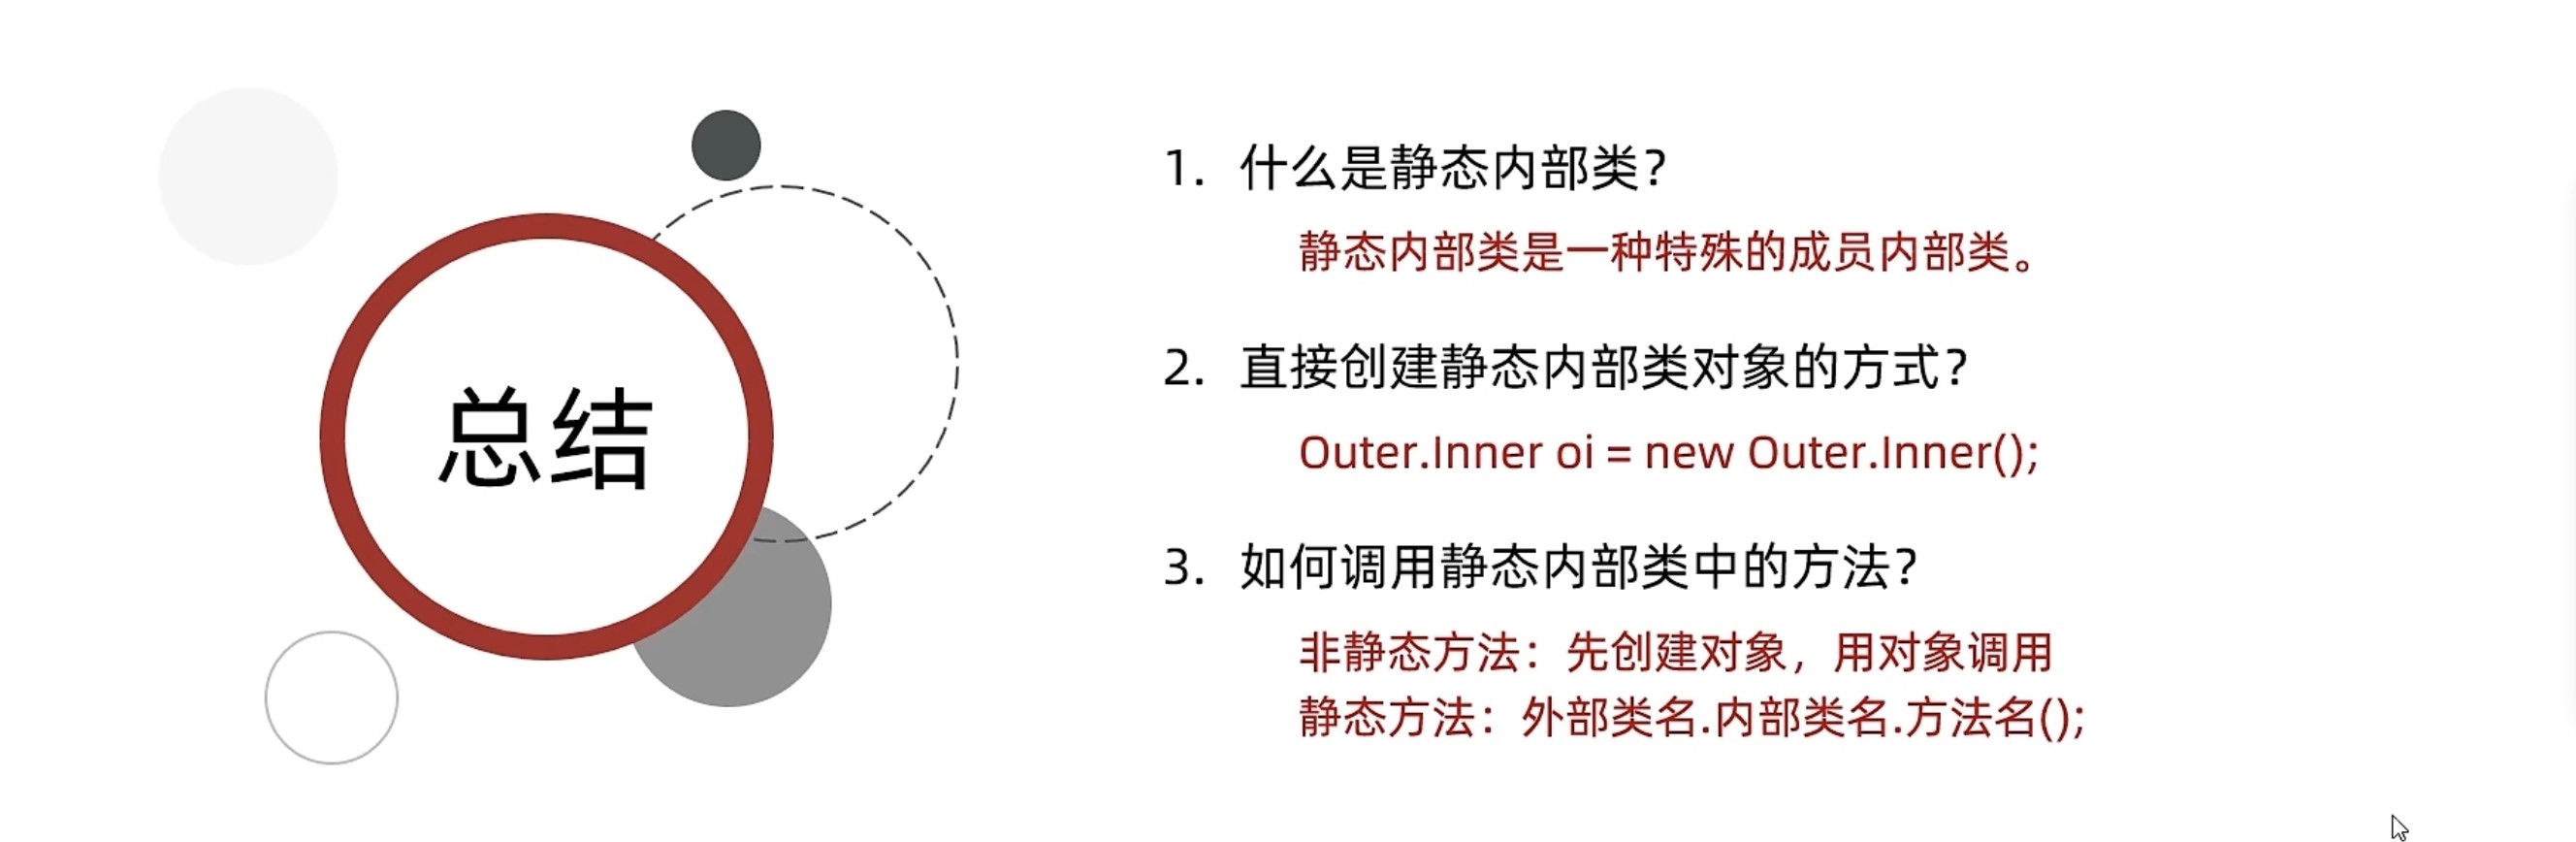 总结
1. 什么是静态内部类？
静态内部类是一种特殊的成员内部类。
2. 直接创建静态内部类对象的方式？
Outer.Inner oi = new Outer.Inner();
3. 如何调用静态内部类中的方法？
非静态方法：先创建对象，用对象调用
静态方法：外部类名.内部类名.方法名();